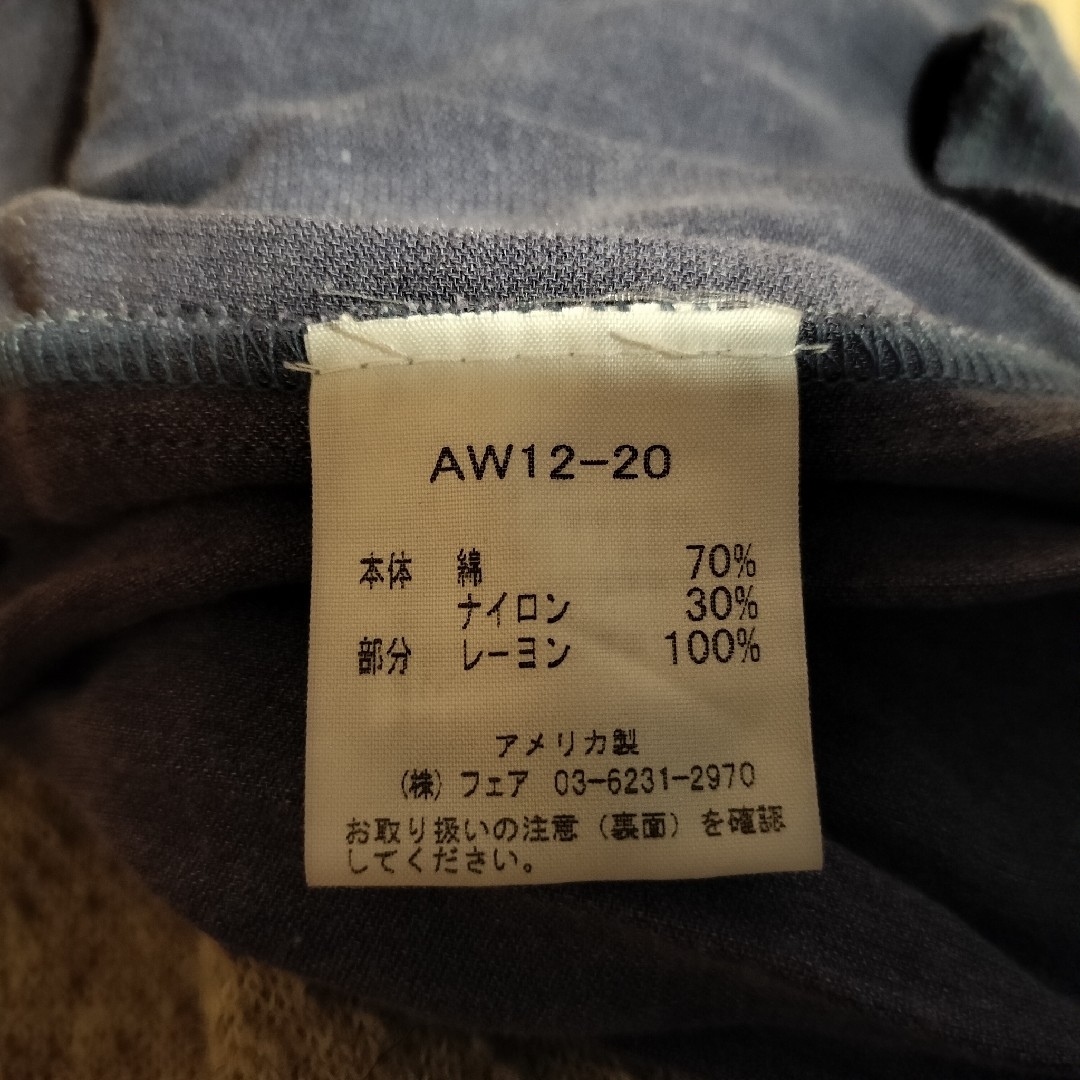 AW12-20
本体 綿 70%
ナイロン 30%
部分 レーヨン 100%
アメリカ製
(株)フェア 03-6231-2970
お取り扱いの注意(裏面)を確認
してください。